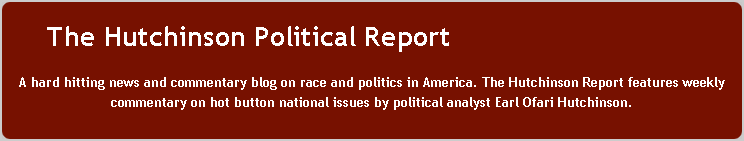 The Hutchinson Political Report
A hard hitting news and commentary blog on race and politics in America. The Hutchinson Report features weekly
commentary on hot button national issues by political analyst Earl Ofari Hutchinson.